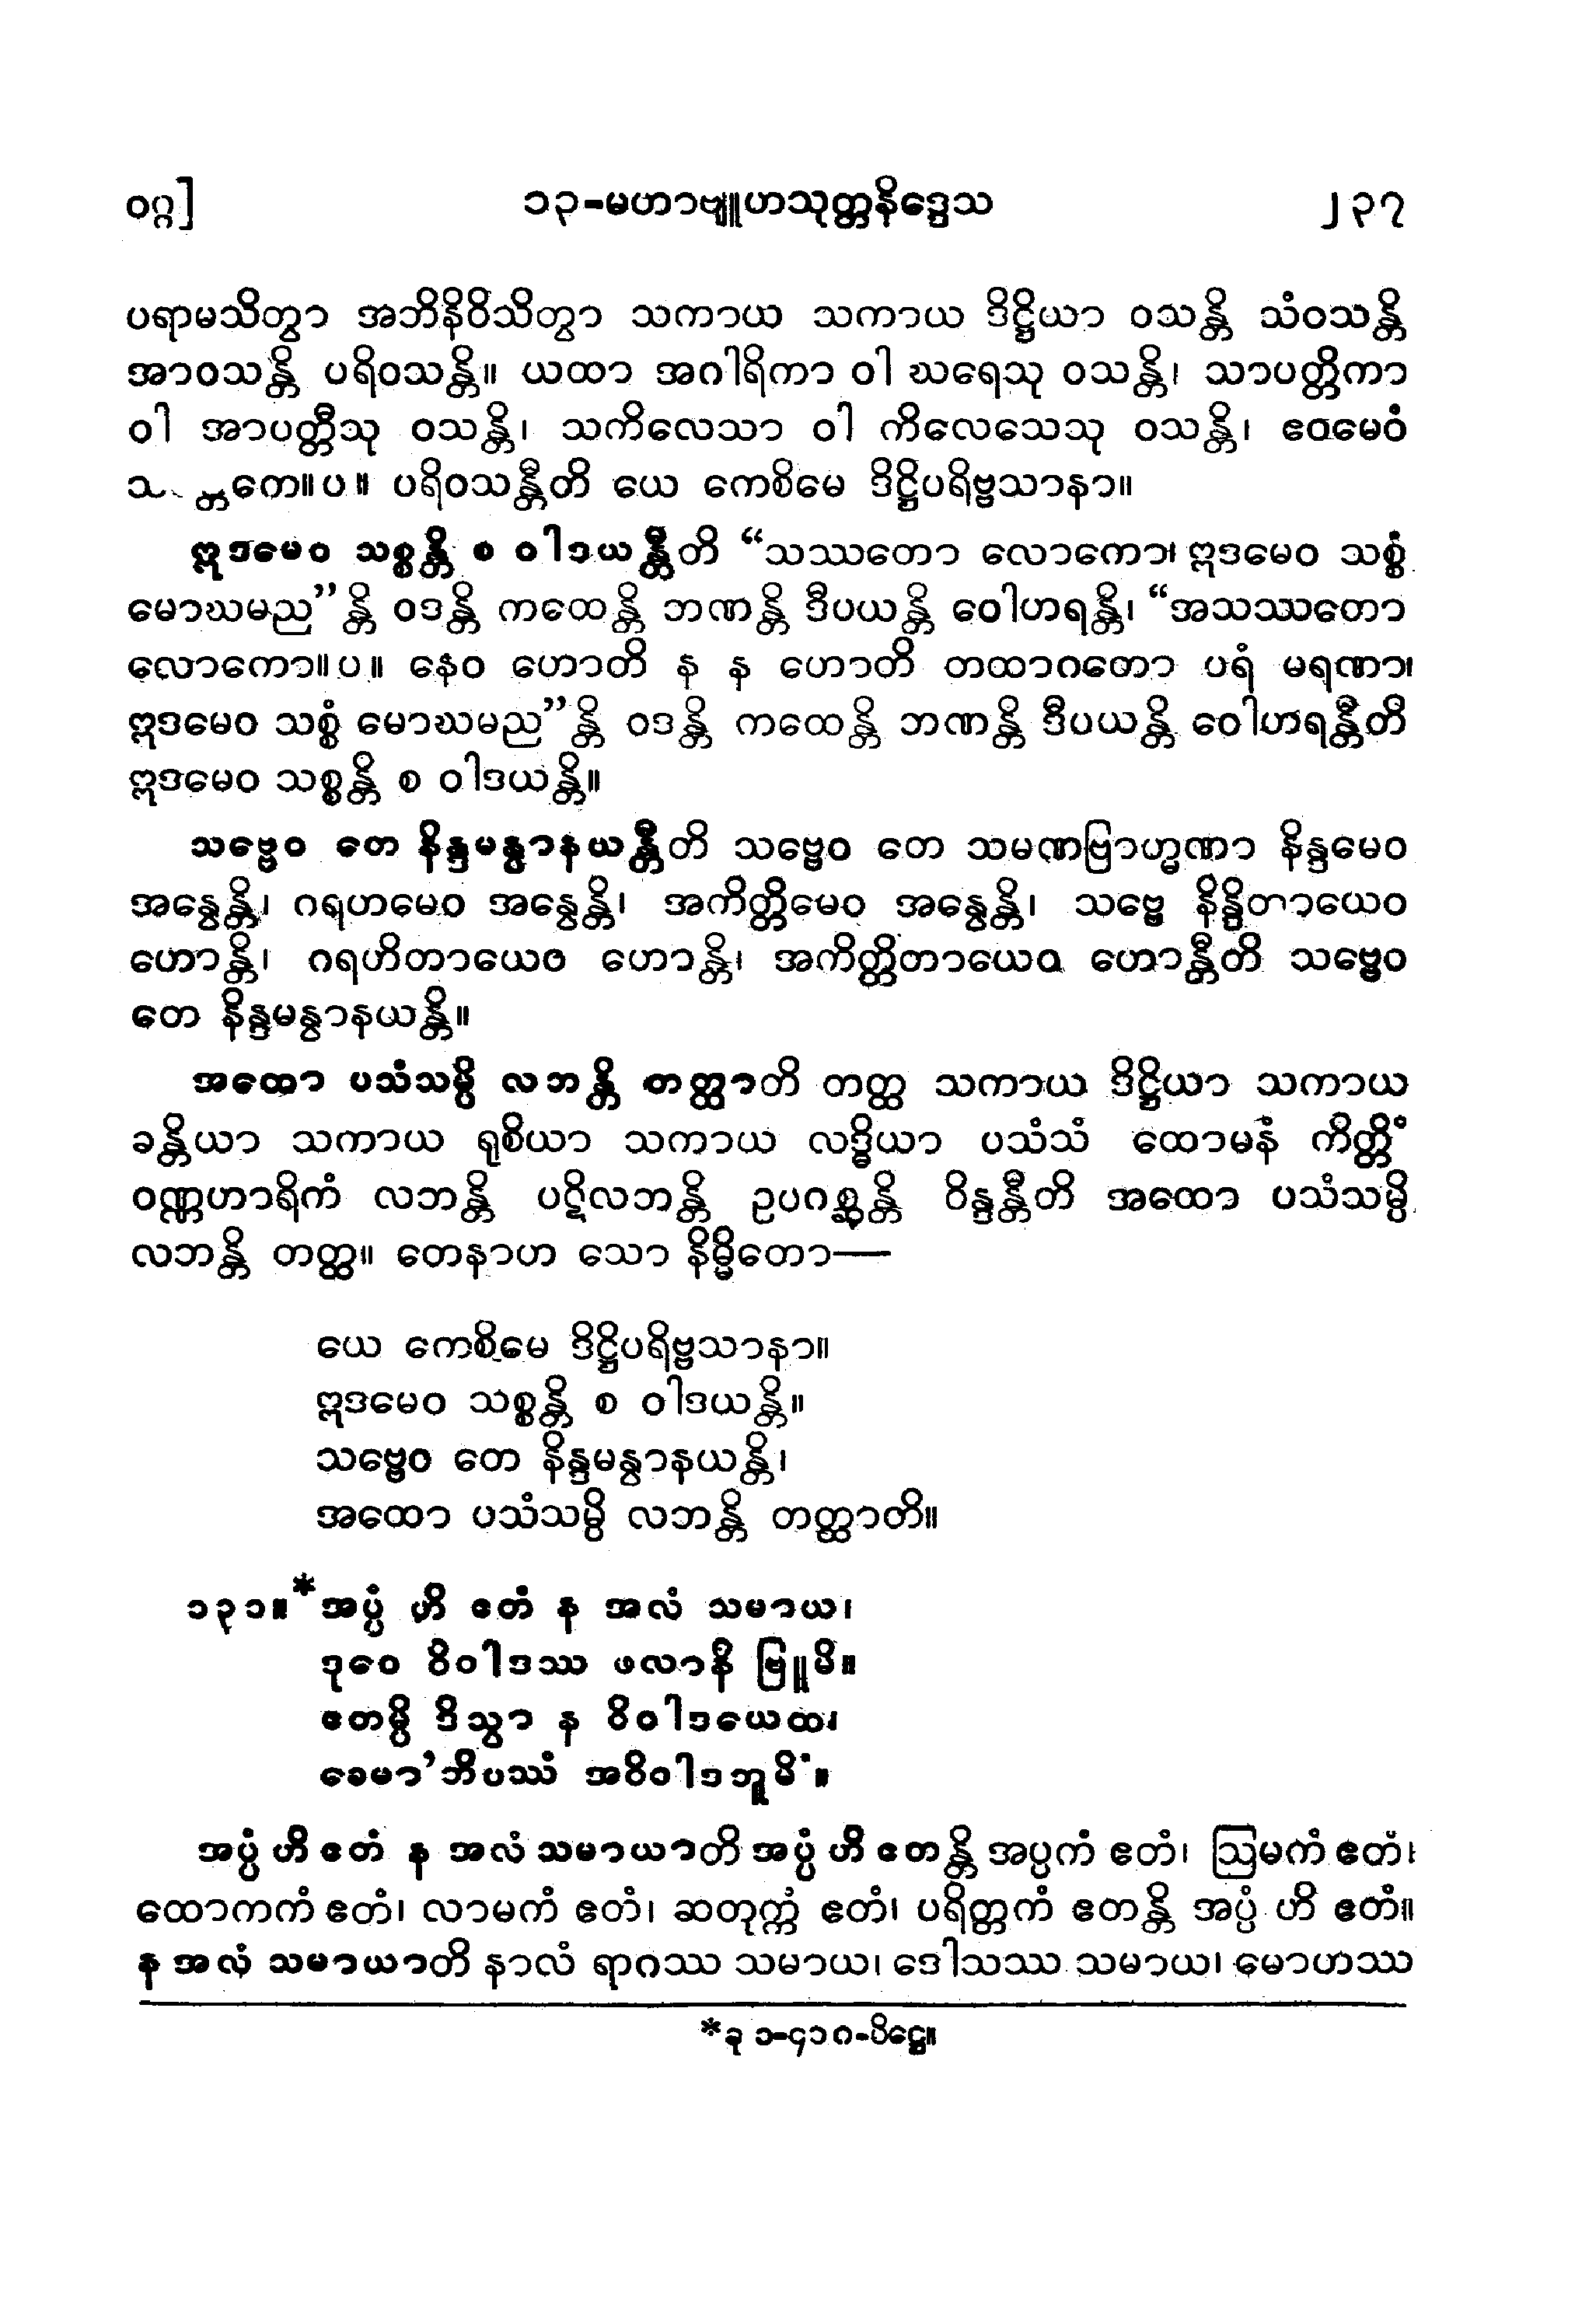 ဝဂ္ဂ] ၁၃-မဟာဗျူဟသုတ္တနိဒ္ဒေသ ၂၃၇
ပရာမသိတွာ အဘိနိဝိသိတွာ သကာယ သကာယ ဒိဋ္ဌိယာ ဝသန္တိ သံဝသန္တိ
အာဝသန္တိ ပရိဝသန္တိ။ ယထာ အဂါရိကာ ဝါ ဃရေသု ဝသန္တိ၊ သာပတ္တိကာ
ဝါ အာပတ္တီသု ဝသန္တိ၊ သကိလေသာ ဝါ ကိလေသေသု ဝသန္တိ၊ ဧဝမေဝံ
ပ။ ပရိဝသန္တီတိ ယေ ကေစိမေ ဒိဋ္ဌိပရိဗ္ဗသာနာ။
ဣဒမေဝ သစ္စန္တိ စ ဝါဒယန္တီတိ “သဿတော လောကော၊ ဣဒမေဝ သစ္စံ
မောဃမည”န္တိ ဝဒန္တိ ကထေန္တိ ဘဏန္တိ ဒီပယန္တိ ဝေါဟရန္တိ၊ “အသဿတော
လောကော။ပ။ နေဝ ဟောတိ န န ဟောတိ တထာဂတော ပရံ မရဏာ၊
ဣဒမေဝ သစ္စံ မောဃမည”န္တိ ဝဒန္တိ ကထေန္တိ ဘဏန္တိ ဒီပယန္တိ ဝေါဟရန္တီတိ
ဣဒမေဝ သစ္စန္တိ စ ဝါဒယန္တိ။
သဗ္ဗေဝ တေ နိန္ဒမန္វာနယန္တီတိ သဗ္ဗေဝ တေ သမဏဗြာဟ္မဏာ နိန္ဒမေဝ
အန္វေန္တိ၊ ဂရဟမေဝ အန္វေန္တိ၊ အကိတ္တိမေဝ အန္វေန္တိ၊ သဗ္ဗေ နိန္ဒိတာယေဝ
ဟောန္တိ၊ ဂရဟိတာယေဝ ဟောန္တိ၊ အကိတ္တိတာယေဝ ဟောန္တီတိ သဗ္ဗေဝ
တေ နိန္ဒမနွာနယန္တိ။
အထော ပသံသမ္ပိ လဘန္တိ တတ္ထာတိ တတ္ထ သကာယ ဒိဋ္ဌိယာ သကာယ
ခန္တိယာ သကာယ ရုစိယာ သကာယ လဒ္ဓိယာ ပသံသံ ထောမနံ ကိတ္တိံ
ဝဏ္ဏဟာရိကံ လဘန္တိ ပဋိလဘန္တိ ဥပဂစ္ဆန္တိ ဝိန္ဒန္တီတိ အထော ပသံသမ္ပိ
လဘန္တိ တတ္ထ။ တေနာဟ သော နိမ္မိတော—
ယေ ကေစိမေ ဒိဋ္ဌိပရိဗ္ဗသာနာ။
ဣဒမေဝ သစ္စန္တိ စ ဝါဒယန္တိ။
သဗ္ဗေဝ တေ နိန္ဒမနွာနယန္တိ၊
အထော ပသံသမ္ပိ လဘန္တိ တတ္ထာတိ။
၁၃၁။*အပ္ပံ ဟိ ဧတံ န အလံ သမာယ၊
ဒုဝေ ဝိဝါဒဿ ဖလာနိ ဗြူမိ။
ဧတမ္ပိ ဒိသွာ န ဝိဝါဒယေထ၊
ခေမာ’ဘိပဿံ အဝိဝါဒဘူမိံ။
အပ္ပံ ဟိ ဧတံ န အလံ သမာယာတိ အပ္ပံ ဟိ ဧတန္တိ အပ္ပကံ ဧတံ၊ ဩမကံ ဧတံ၊
ထောကကံ ဧတံ၊ လာမကံ ဧတံ၊ ဆတုက္ကံ ဧတံ၊ ပရိတ္တကံ ဧတန္တိ အပ္ပံ ဟိ ဧတံ။
န အလံ သမာယာတိ နာလံ ရာဂဿ သမာယ၊ ဒေါသဿ သမာယ၊ မောဟဿ
*ခု ၁-၄၁၈-ပိဋ္ဌေ။